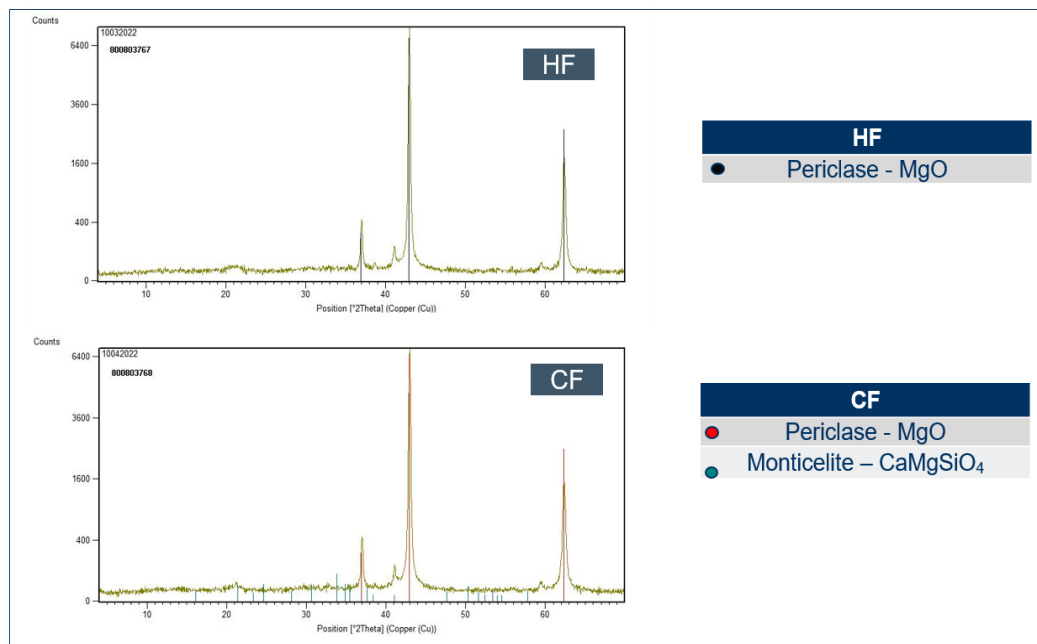 Counts
10032022
800803767
HF
6400
3600
1600
400
0
10 20 30 40 50 60
Position [°2Theta] (Copper (Cu))
HF
Periclase - MgO
Counts
10042022
800803768
CF
6400
3600
1600
400
0
10 20 30 40 50 60
Position [°2Theta] (Copper (Cu))
CF
Periclase - MgO
Monticelite – CaMgSiO₄